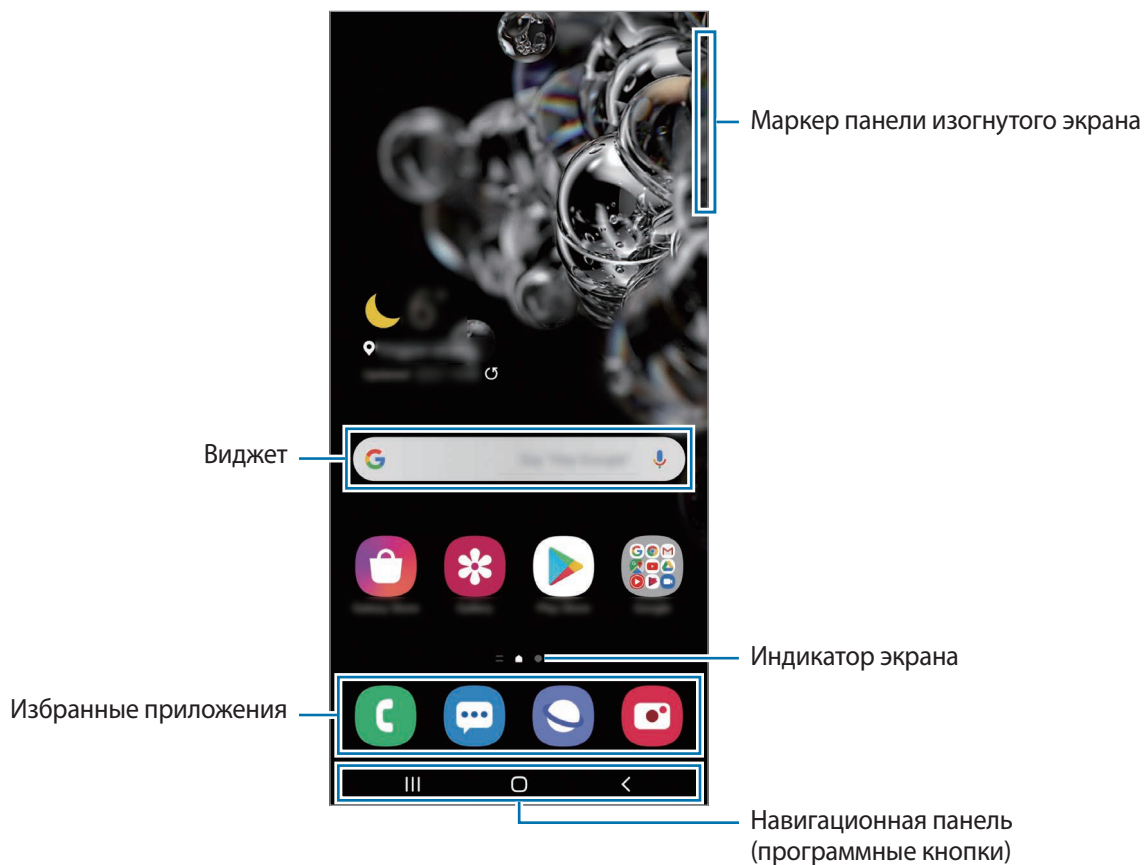 Маркер панели изогнутого экрана
Виджет
Индикатор экрана
Избранные приложения
Навигационная панель
(программные кнопки)